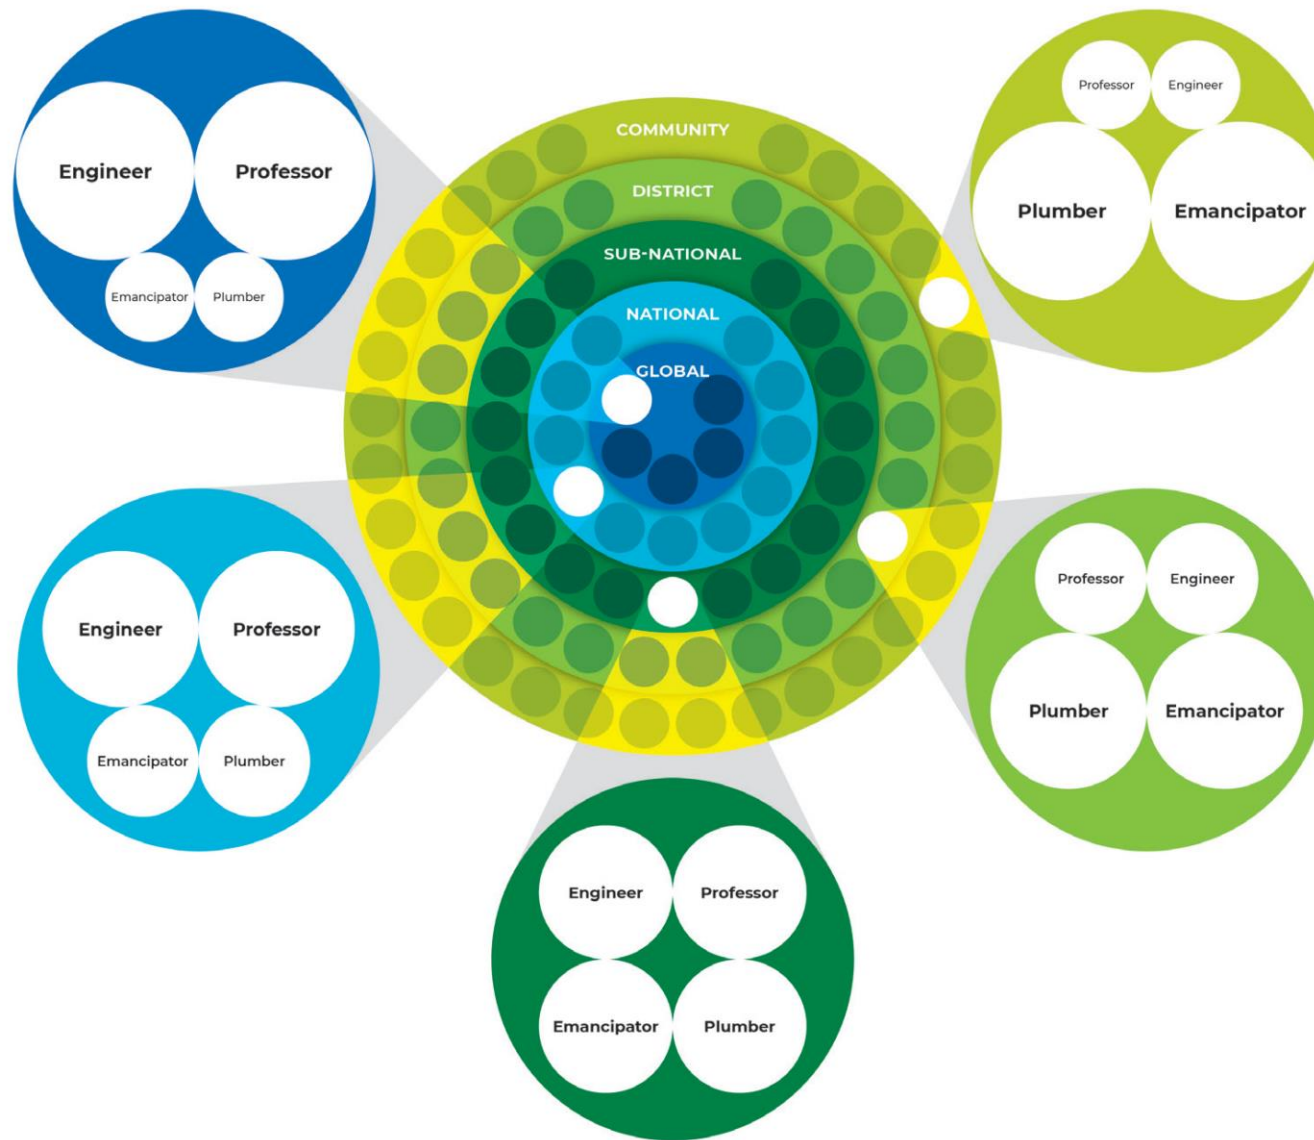 Engineer
Professor
Emancipator
Plumber
COMMUNITY
DISTRICT
SUB-NATIONAL
NATIONAL
GLOBAL
Professor
Engineer
Plumber
Emancipator
Engineer
Professor
Emancipator
Plumber
Professor
Engineer
Plumber
Emancipator
Engineer
Professor
Emancipator
Plumber